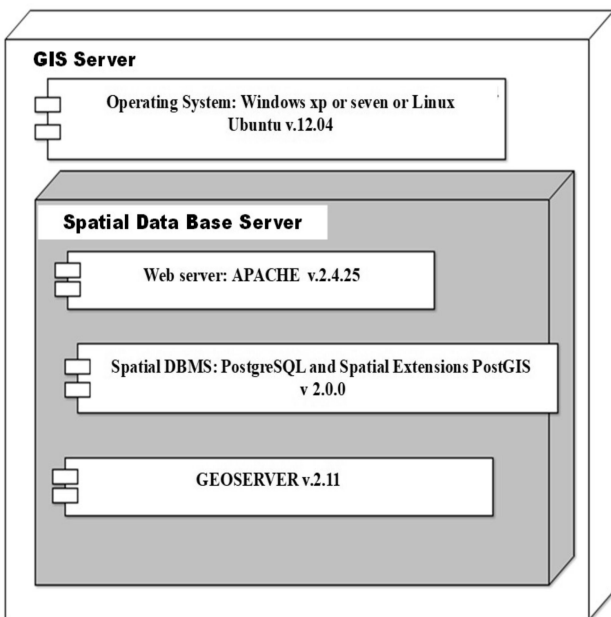 GIS Server
Operating System: Windows xp or seven or Linux
Ubuntu v.12.04
Spatial Data Base Server
Web server: APACHE v.2.4.25
Spatial DBMS: PostgreSQL and Spatial Extensions PostGIS
v 2.0.0
GEOSERVER v.2.11